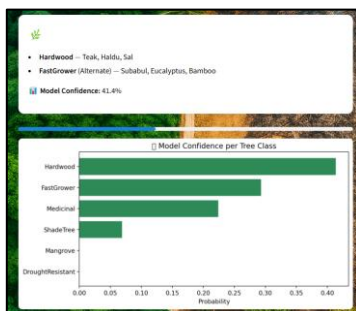 • Hardwood — Teak, Haldu, Sal
• FastGrower (Alternate) — Subabul, Eucalyptus, Bamboo
Model Confidence: 41.4%
Model Confidence per Tree Class
Hardwood
FastGrower
Medicinal
ShadeTree
Mangrove
DroughtResistant
0.00 0.05 0.10 0.15 0.20 0.25 0.30 0.35 0.40
Probability